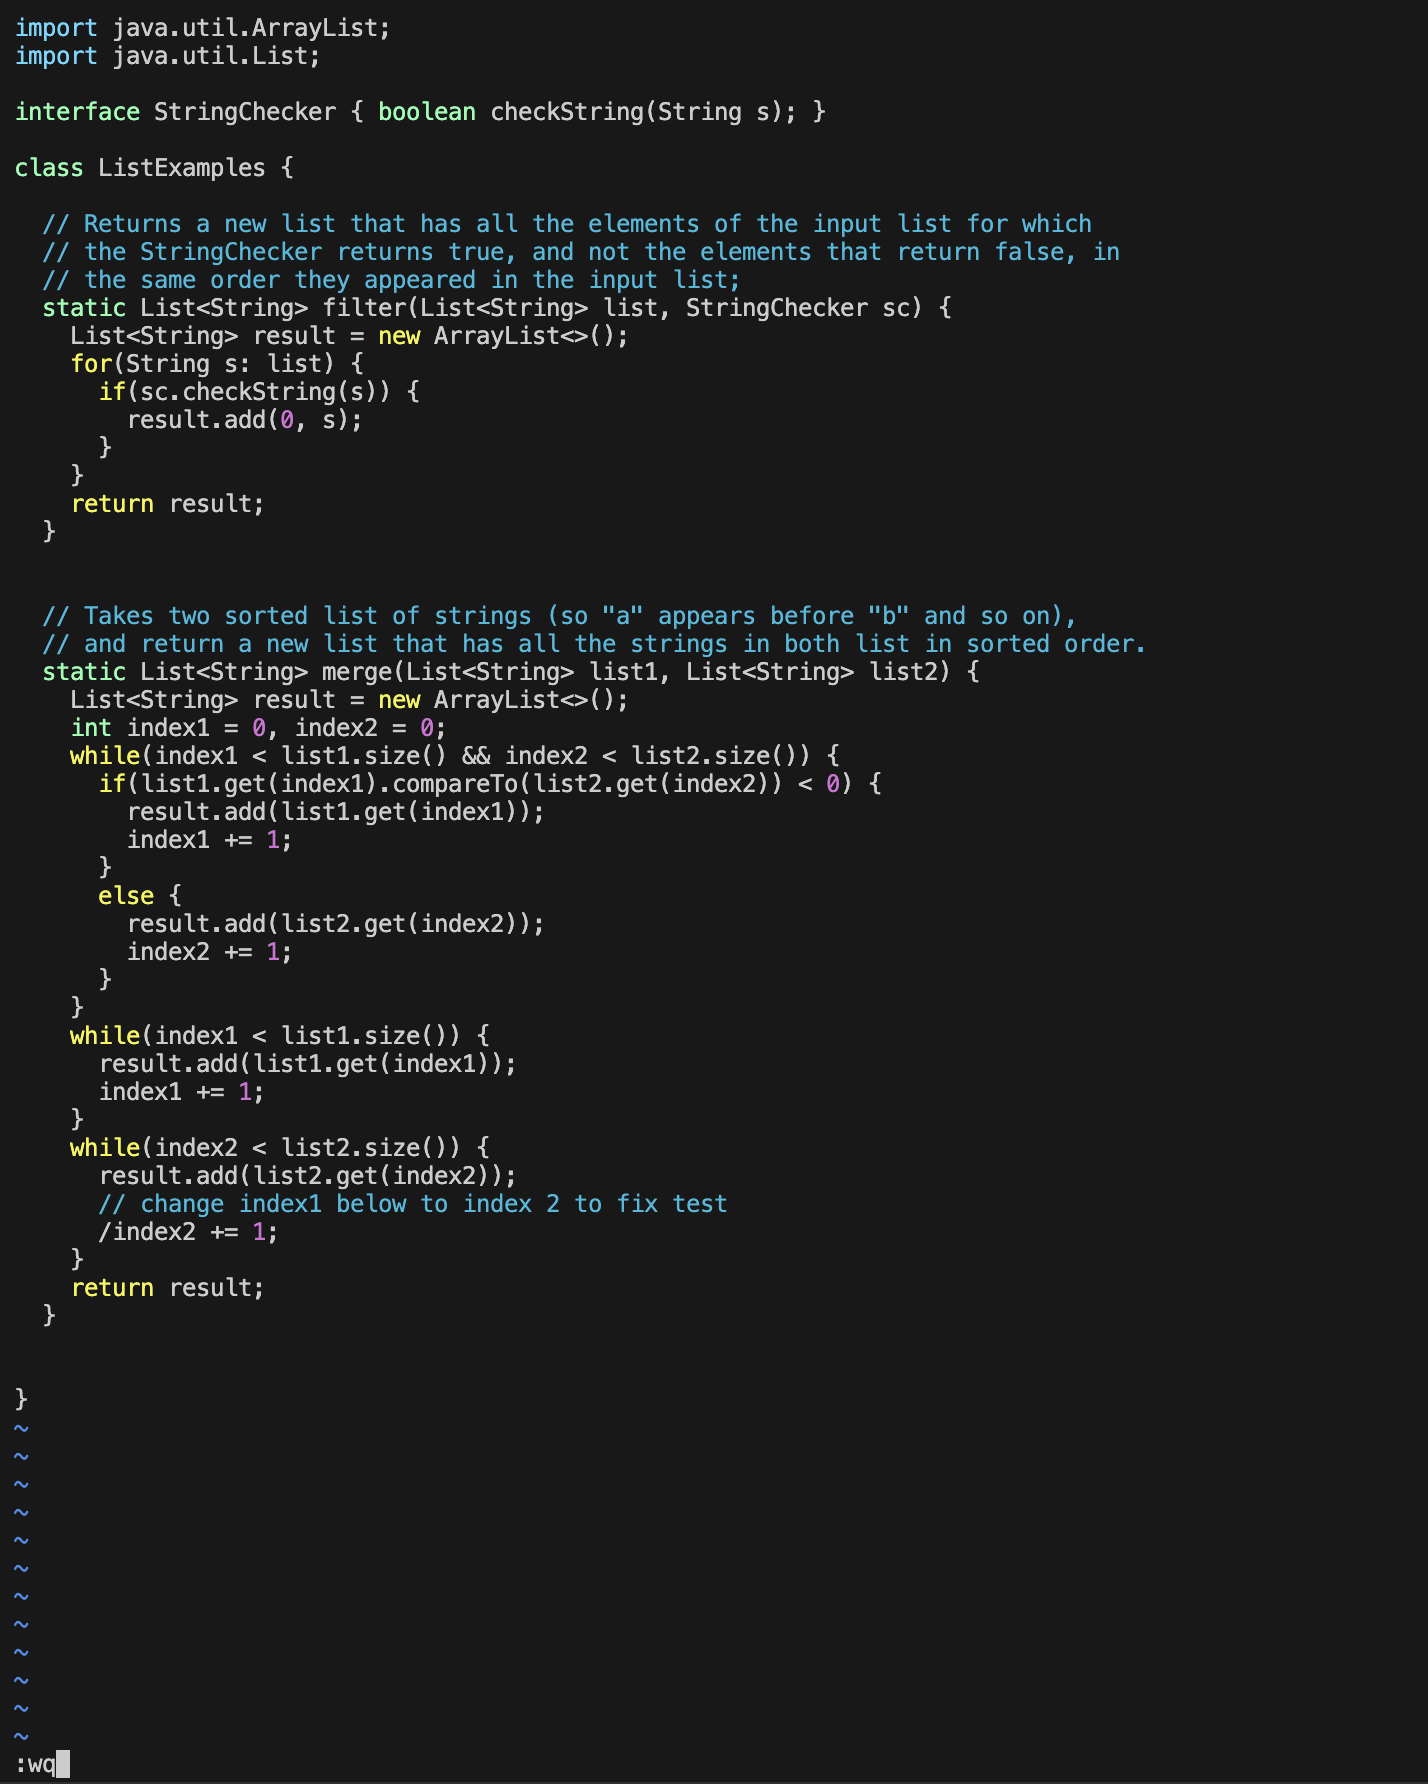 import java.util.ArrayList;
import java.util.List;

interface StringChecker { boolean checkString(String s); }

class ListExamples {

  // Returns a new list that has all the elements of the input list for which
  // the StringChecker returns true, and not the elements that return false, in
  // the same order they appeared in the input list;
  static List<String> filter(List<String> list, StringChecker sc) {
    List<String> result = new ArrayList<>();
    for(String s: list) {
      if(sc.checkString(s)) {
        result.add(0, s);
      }
    }
    return result;
  }


  // Takes two sorted list of strings (so "a" appears before "b" and so on),
  // and return a new list that has all the strings in both list in sorted order.
  static List<String> merge(List<String> list1, List<String> list2) {
    List<String> result = new ArrayList<>();
    int index1 = 0, index2 = 0;
    while(index1 < list1.size() && index2 < list2.size()) {
      if(list1.get(index1).compareTo(list2.get(index2)) < 0) {
        result.add(list1.get(index1));
        index1 += 1;
      }
      else {
        result.add(list2.get(index2));
        index2 += 1;
      }
    }
    while(index1 < list1.size()) {
      result.add(list1.get(index1));
      index1 += 1;
    }
    while(index2 < list2.size()) {
      result.add(list2.get(index2));
      // change index1 below to index 2 to fix test
      /index2 += 1;
    }
    return result;
  }


}
~
~
~
~
~
~
~
~
~
~
~
~
:wq